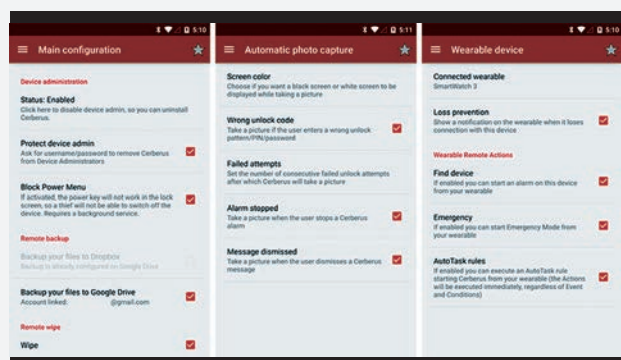 5:10
Main configuration
Device administration
Status: Enabled
Click here to disable device admin, so you can uninstall
Cerberus.
Protect device admin
Ask for username/password to remove Cerberus
from Device Administrators
Block Power Menu
If activated, the power key will not work in the lock
screen, so a thief will not be able to switch off the
device. Requires a background service.
Remote backup
Backup your files to Dropbox
Backup is already configured on Google Drive
Backup your files to Google Drive
Account linked: @gmail.com
Remote wipe
Wipe
5:11
Automatic photo capture
Screen color
Choose if you want a black screen or white screen to be
displayed while taking a picture
Wrong unlock code
Take a picture if the user enters a wrong unlock
pattern/PIN/password
Failed attempts
Set the number of consecutive failed unlock attempts
after which Cerberus will take a picture
Alarm stopped
Take a picture when the user stops a Cerberus
alarm
Message dismissed
Take a picture when the user dismisses a Cerberus
message
5:10
Wearable device
Connected wearable
SmartWatch 3
Loss prevention
Show a notification on the wearable when it loses
connection with this device
Wearable Remote Actions
Find device
If enabled you can start an alarm on this device
from your wearable
Emergency
If enabled you can start Emergency Mode from
your wearable
AutoTask rules
If enabled you can execute an AutoTask rule
starting Cerberus from your wearable (the Actions
will be executed immediately, regardless of Event
and Conditions)